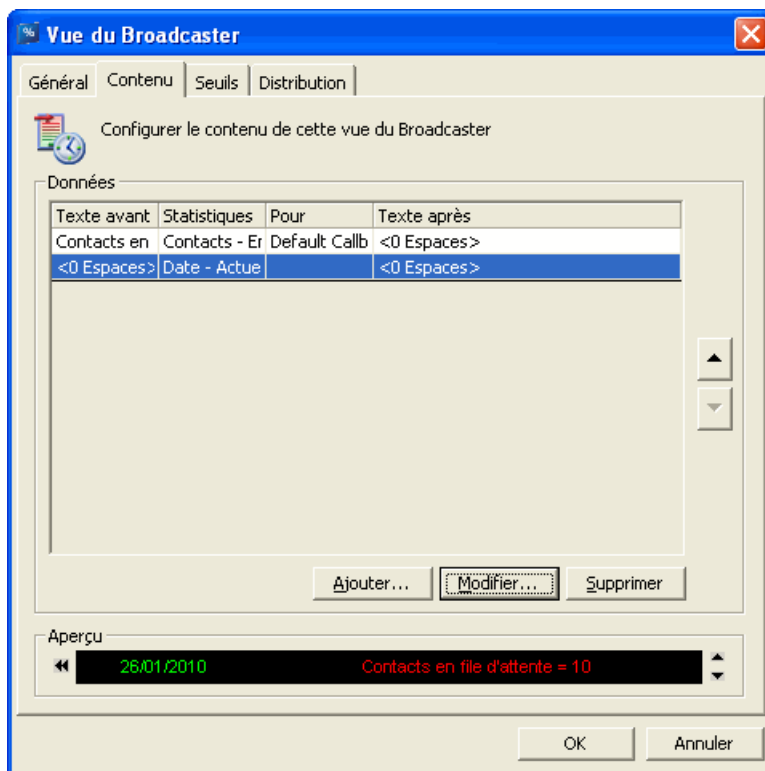 Vue du Broadcaster
Général Contenu Seuils Distribution
Configurer le contenu de cette vue du Broadcaster
Données
Texte avant Statistiques Pour Texte après
Contacts en Contacts - Er Default Callb <0 Espaces>
<0 Espaces> Date - Actue <0 Espaces>
Ajouter... Modifier... Supprimer
Aperçu
26/01/2010 Contacts en file d'attente = 10
OK Annuler